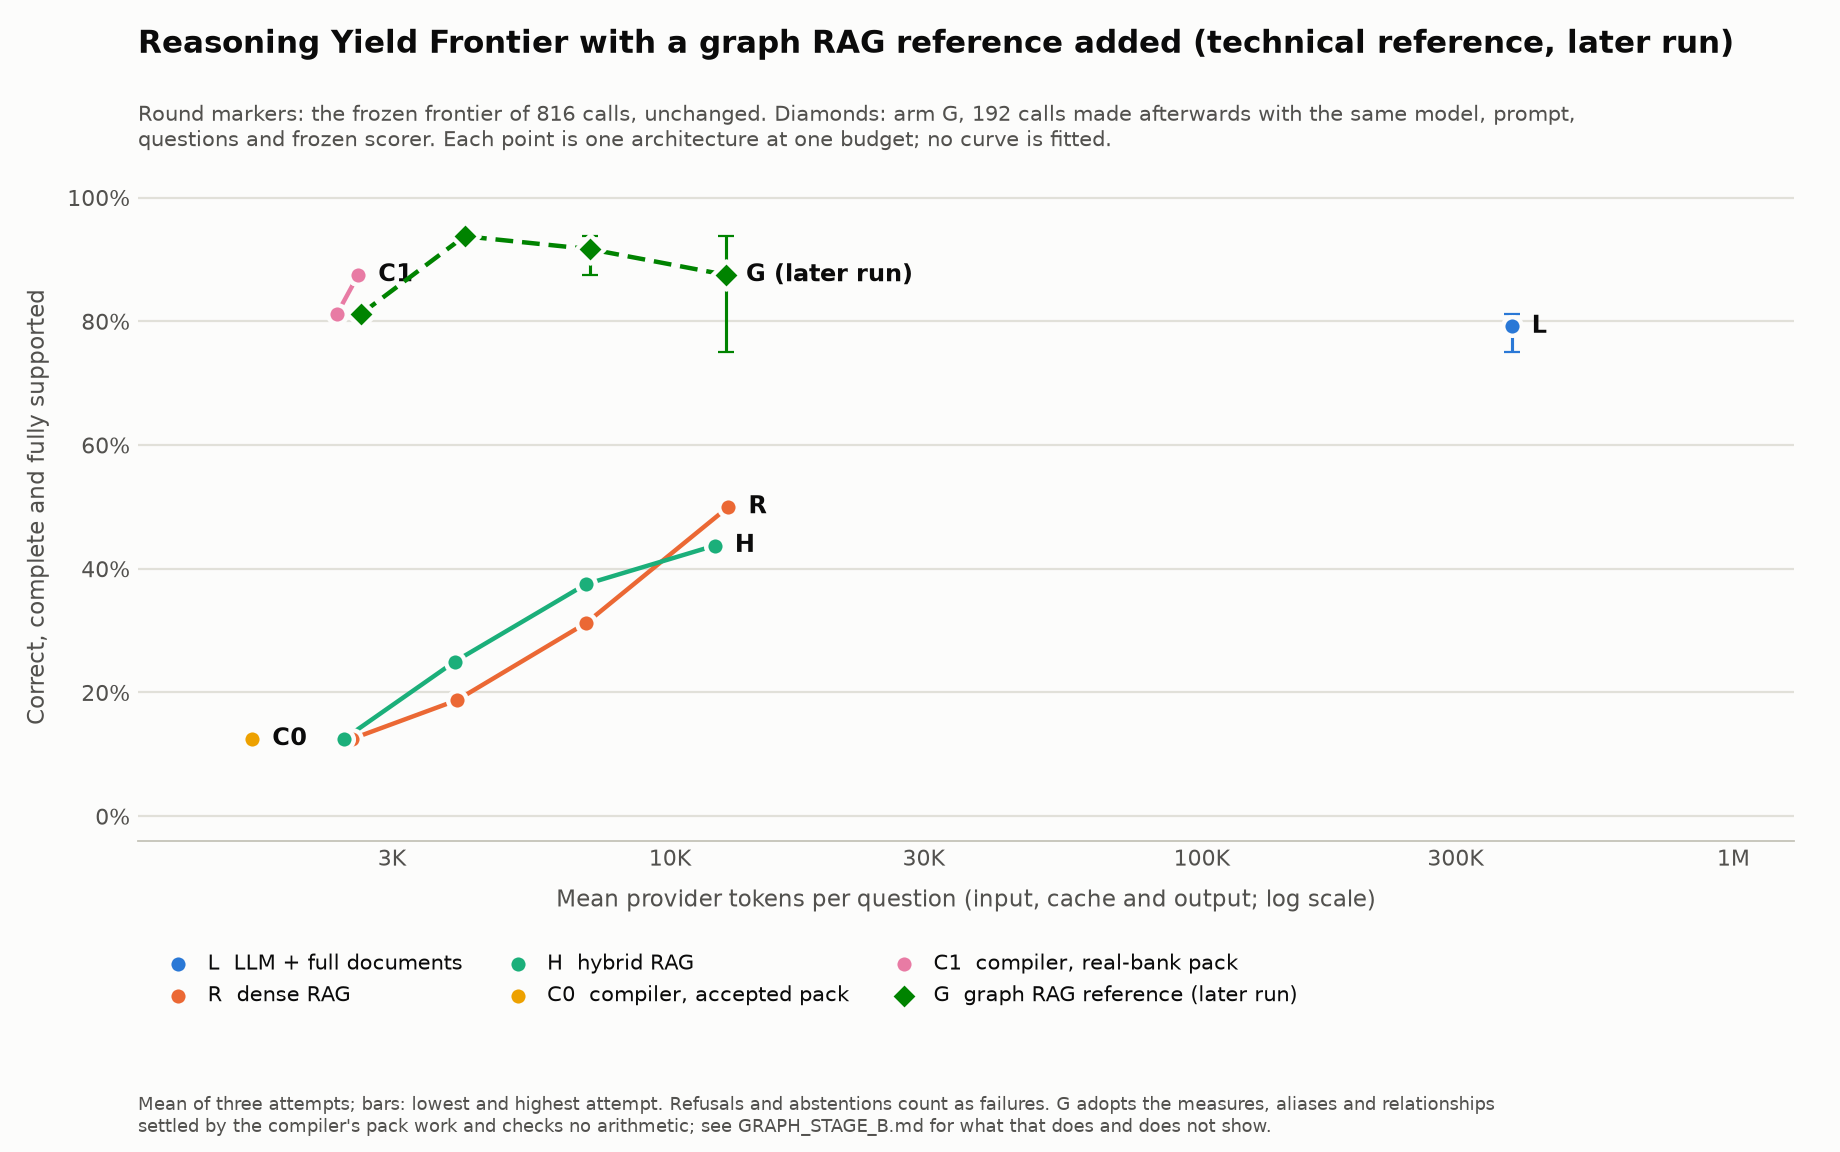 Reasoning Yield Frontier with a graph RAG reference added (technical reference, later run)
Round markers: the frozen frontier of 816 calls, unchanged. Diamonds: arm G, 192 calls made afterwards with the same model, prompt,
questions and frozen scorer. Each point is one architecture at one budget; no curve is fitted.
Correct, complete and fully supported
100%
80%
60%
40%
20%
0%
C1
G (later run)
L
R
H
C0
3K
10K
30K
100K
300K
1M
Mean provider tokens per question (input, cache and output; log scale)
L LLM + full documents
H hybrid RAG
C1 compiler, real-bank pack
R dense RAG
C0 compiler, accepted pack
G graph RAG reference (later run)
Mean of three attempts; bars: lowest and highest attempt. Refusals and abstentions count as failures. G adopts the measures, aliases and relationships
settled by the compiler's pack work and checks no arithmetic; see GRAPH_STAGE_B.md for what that does and does not show.